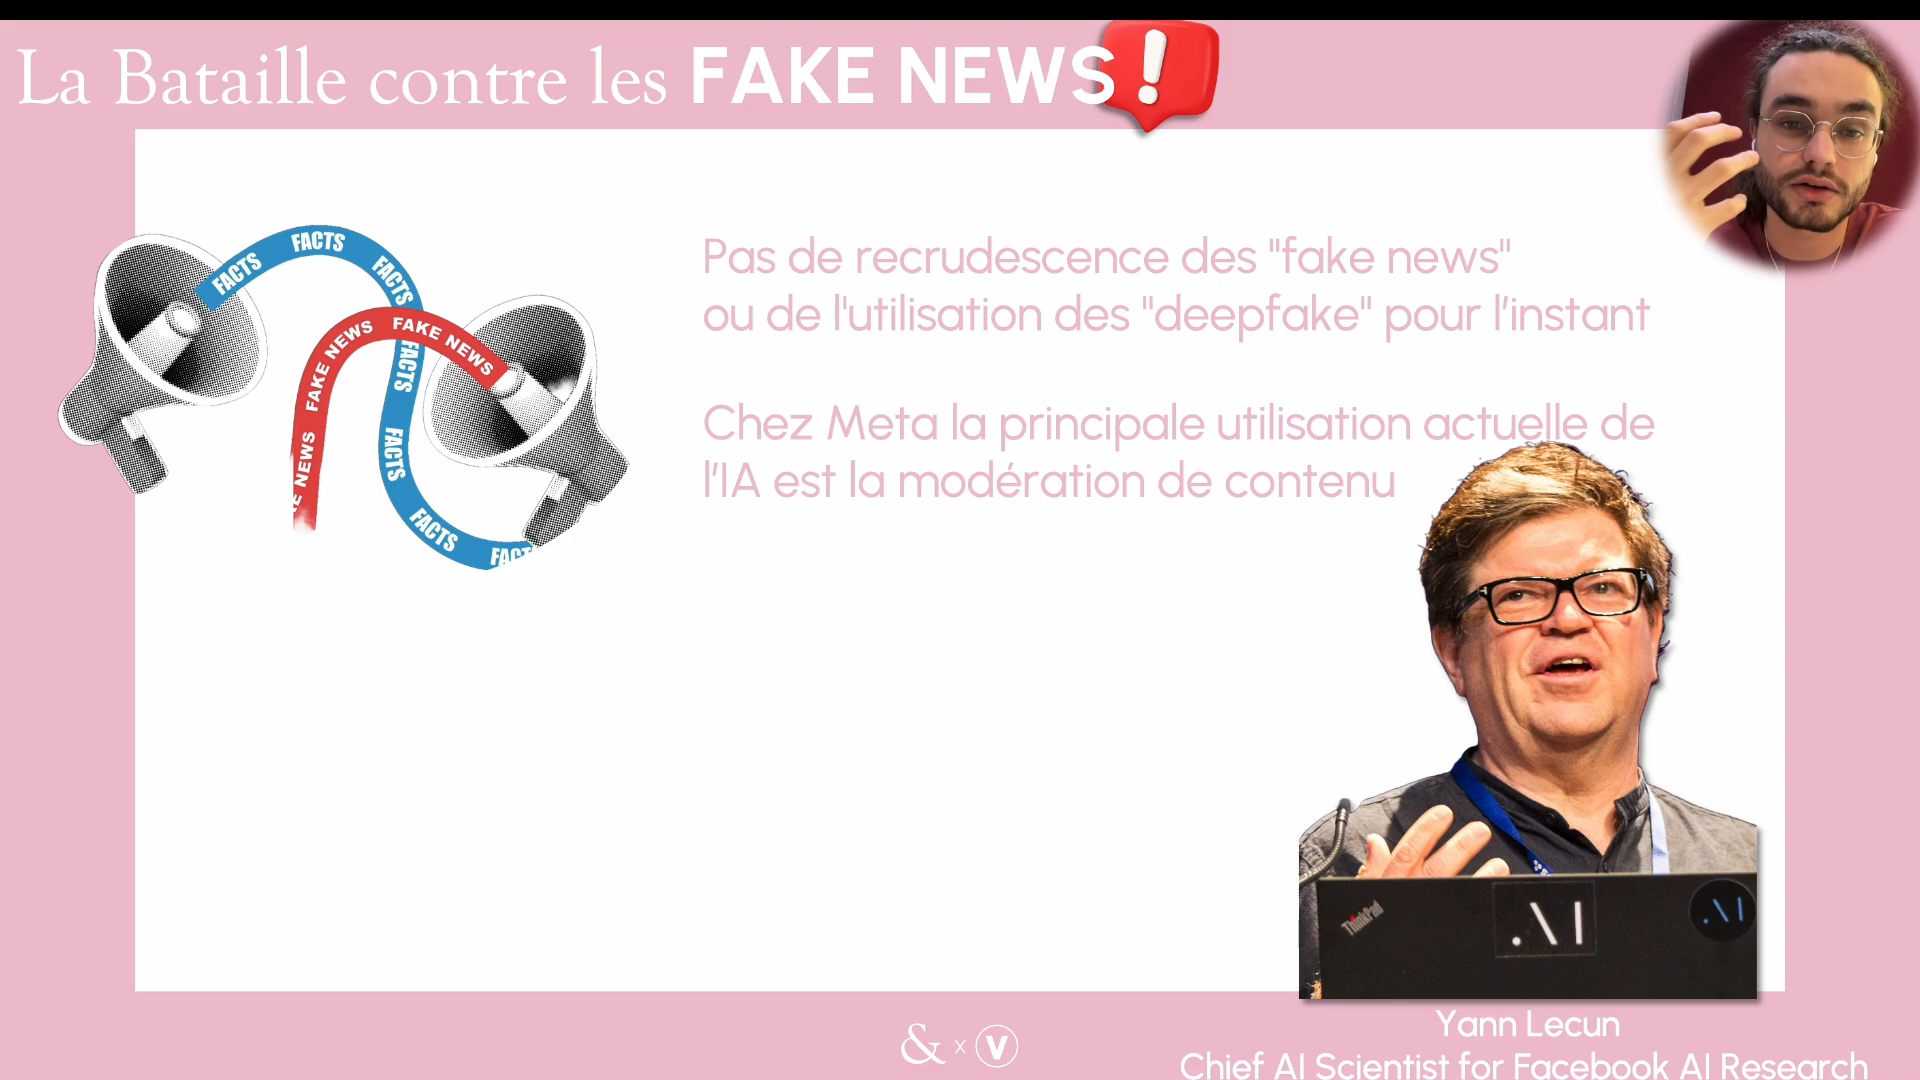 La Bataille contre les FAKE NEWS!
FACTS
FACTS
FACTS
FACTS
FACTS
FACTS
FAKE NEWS
FAKE NEWS
FAKE NEWS
Pas de recrudescence des "fake news"
ou de l'utilisation des "deepfake" pour l’instant
Chez Meta la principale utilisation actuelle de
l’IA est la modération de contenu
ThinkPad
.AI
.AI
& x V
Yann Lecun
Chief AI Scientist for Facebook AI Research